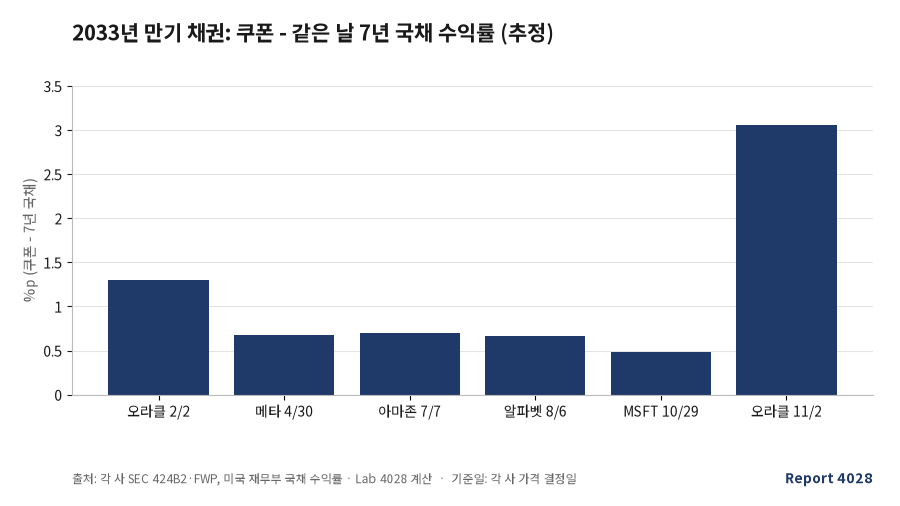 2033년 만기 채권: 쿠폰 - 같은 날 7년 국채 수익률 (추정)
%p (쿠폰 - 7년 국채)
3.5
3
2.5
2
1.5
1
0.5
0
오라클 2/2
메타 4/30
아마존 7/7
알파벳 8/6
MSFT 10/29
오라클 11/2
출처: 각 사 SEC 424B2·FWP, 미국 재무부 국채 수익률 · Lab 4028 계산 · 기준일: 각 사 가격 결정일
Report 4028